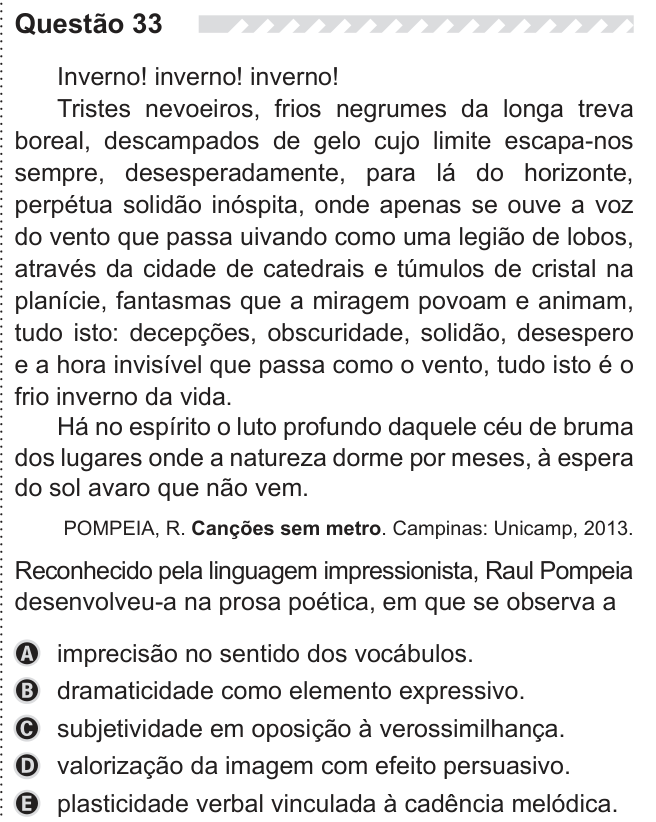 Questão 33
Inverno! inverno! inverno!
Tristes nevoeiros, frios negrumes da longa treva
boreal, descampados de gelo cujo limite escapa-nos
sempre, desesperadamente, para lá do horizonte,
perpétua solidão inóspita, onde apenas se ouve a voz
do vento que passa uivando como uma legião de lobos,
através da cidade de catedrais e túmulos de cristal na
planície, fantasmas que a miragem povoam e animam,
tudo isto: decepções, obscuridade, solidão, desespero
e a hora invisível que passa como o vento, tudo isto é o
frio inverno da vida.
Há no espírito o luto profundo daquele céu de bruma
dos lugares onde a natureza dorme por meses, à espera
do sol avaro que não vem.
POMPEIA, R. Canções sem metro. Campinas: Unicamp, 2013.
Reconhecido pela linguagem impressionista, Raul Pompeia
desenvolveu-a na prosa poética, em que se observa a
A imprecisão no sentido dos vocábulos.
B dramaticidade como elemento expressivo.
C subjetividade em oposição à verossimilhança.
D valorização da imagem com efeito persuasivo.
E plasticidade verbal vinculada à cadência melódica.